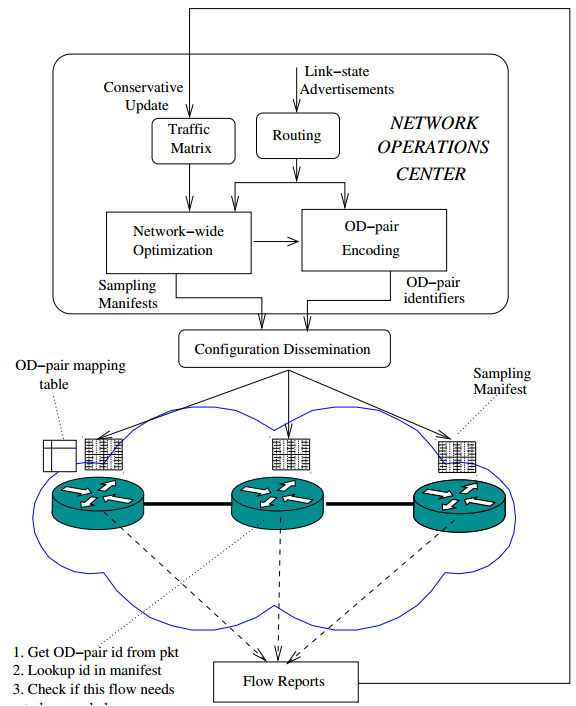 Conservative
Update
Link−state
Advertisements
Traffic
Matrix
Routing
NETWORK
OPERATIONS
CENTER
Network−wide
Optimization
OD−pair
Encoding
Sampling
Manifests
OD−pair
identifiers
Configuration Dissemination
OD−pair mapping
table
Sampling
Manifest
1. Get OD−pair id from pkt
2. Lookup id in manifest
3. Check if this flow needs
Flow Reports